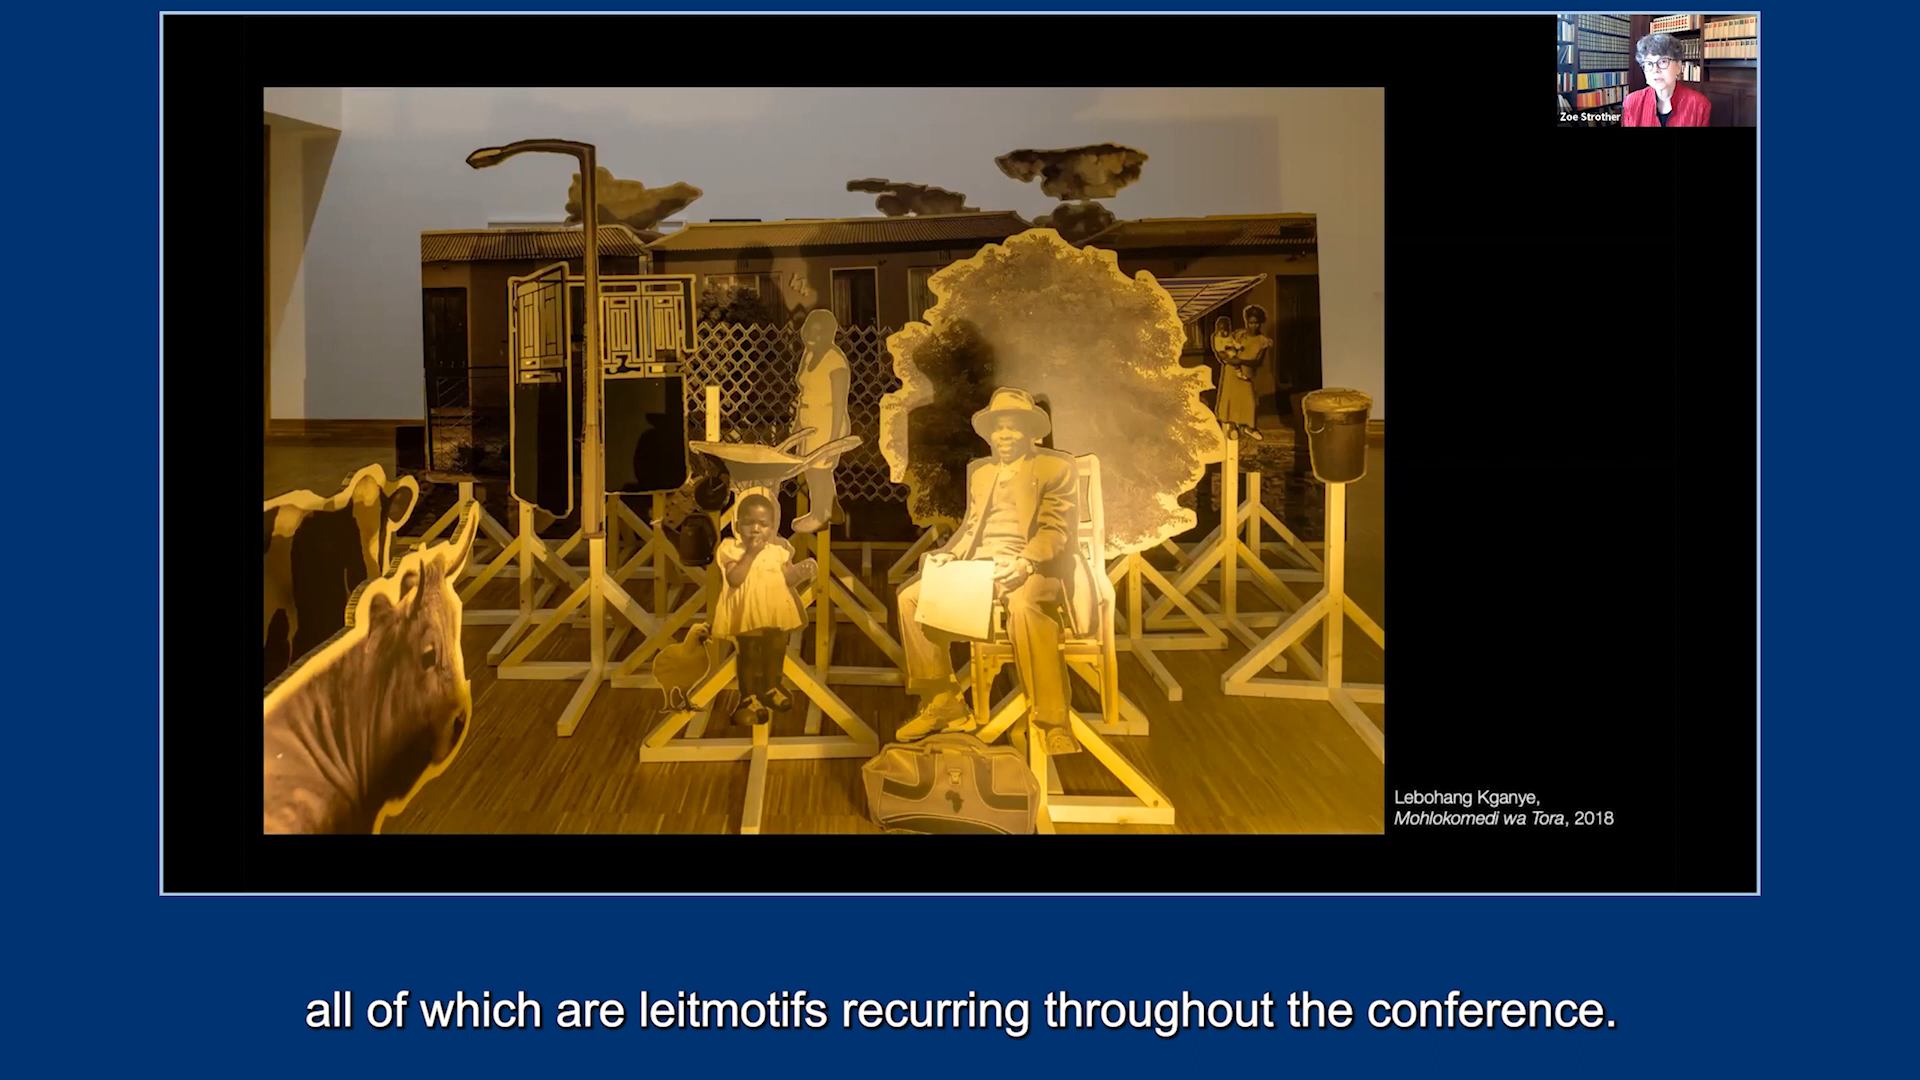 Zoe Strother
Lebohang Kganye,
Mohlokomedi wa Tora, 2018
all of which are leitmotifs recurring throughout the conference.